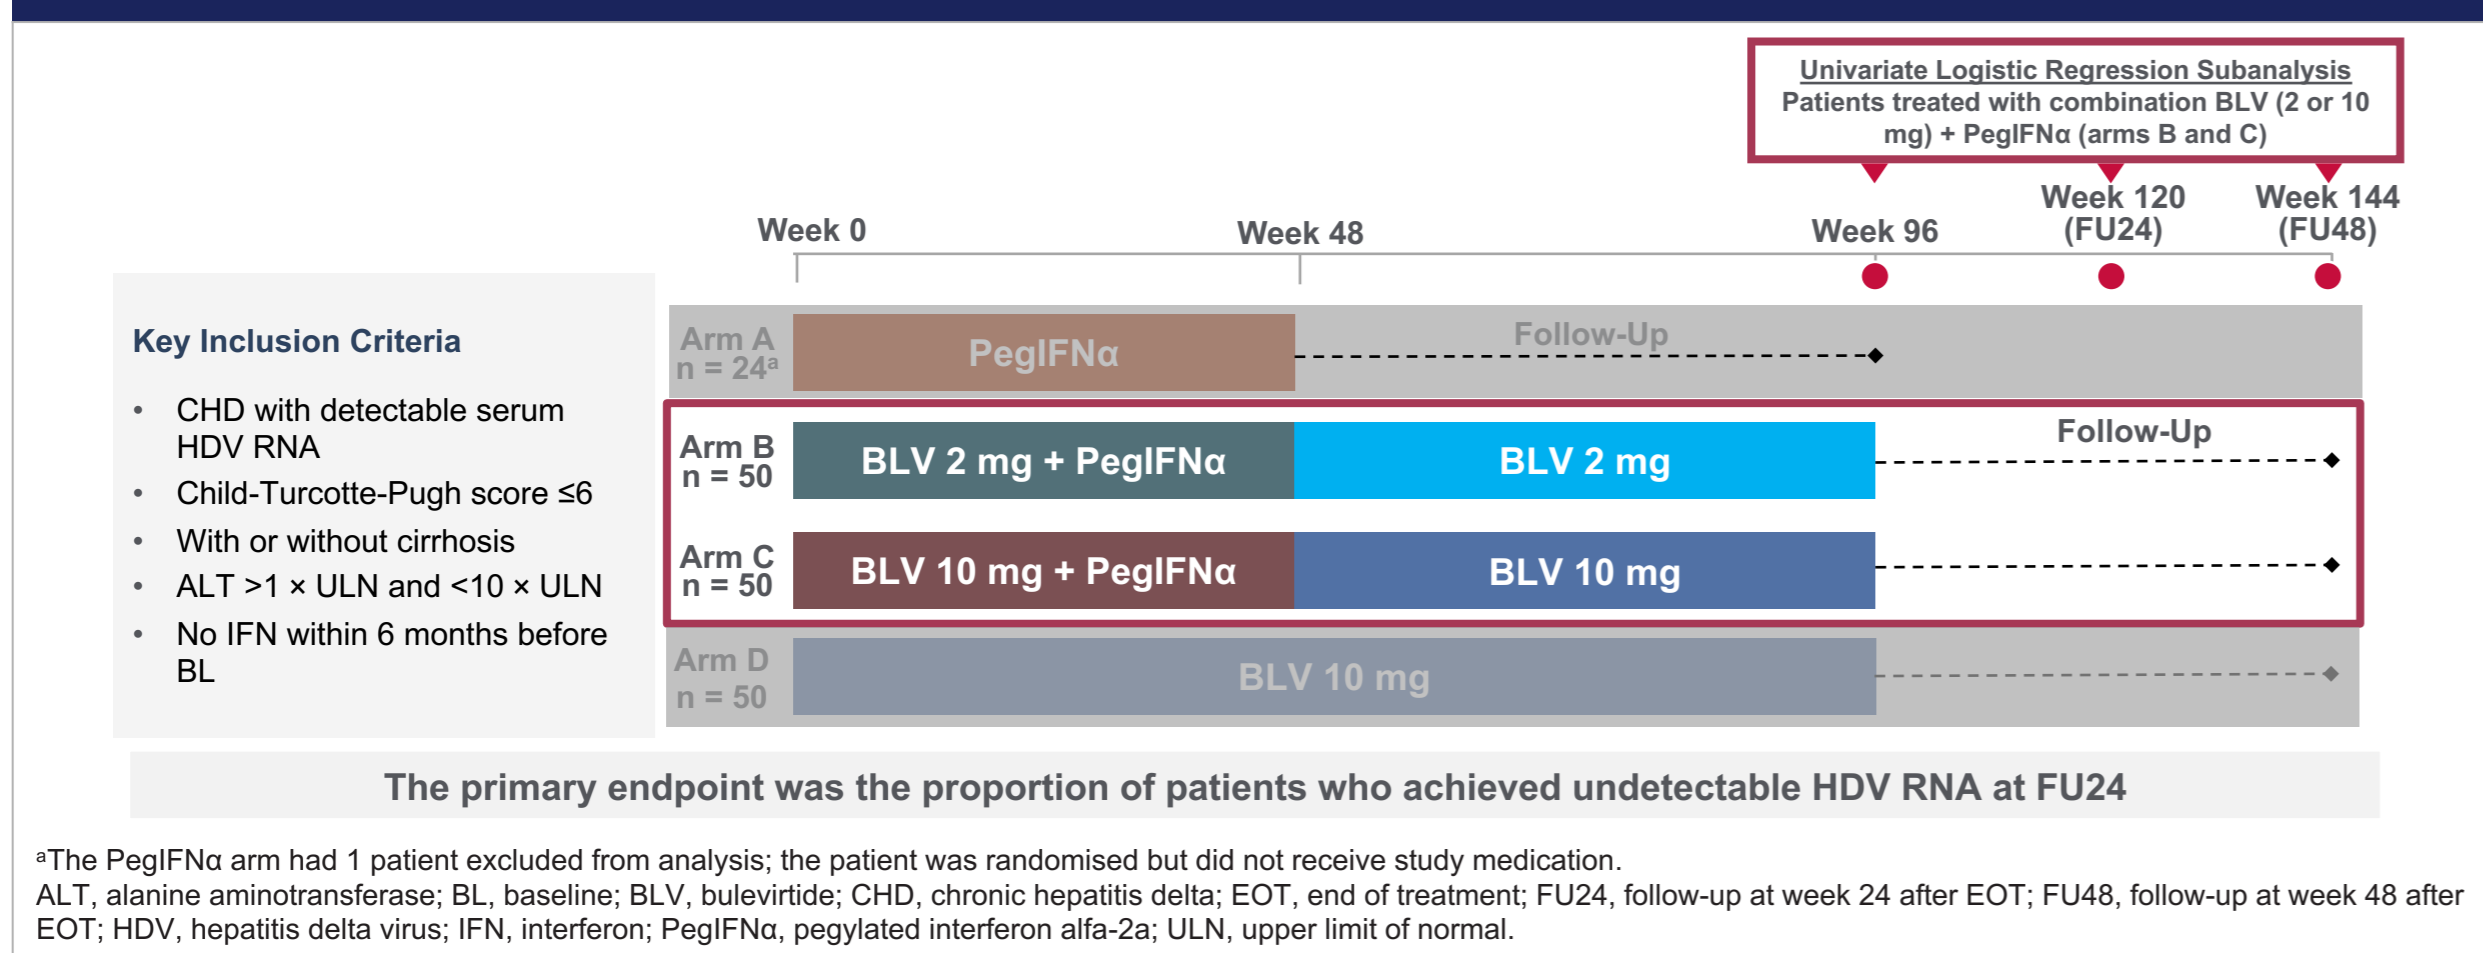 Univariate Logistic Regression Subanalysis
Patients treated with combination BLV (2 or 10
mg) + PegIFNα (arms B and C)
Week 0
Week 48
Week 96
Week 120
(FU24)
Week 144
(FU48)
Key Inclusion Criteria
• CHD with detectable serum
HDV RNA
• Child-Turcotte-Pugh score ≤6
• With or without cirrhosis
• ALT >1 × ULN and <10 × ULN
• No IFN within 6 months before
BL
Arm A
n = 24ᵃ
PegIFNα
Follow-Up
Arm B
n = 50
BLV 2 mg + PegIFNα
BLV 2 mg
Follow-Up
Arm C
n = 50
BLV 10 mg + PegIFNα
BLV 10 mg
Arm D
n = 50
BLV 10 mg
The primary endpoint was the proportion of patients who achieved undetectable HDV RNA at FU24
ᵃThe PegIFNα arm had 1 patient excluded from analysis; the patient was randomised but did not receive study medication.
ALT, alanine aminotransferase; BL, baseline; BLV, bulevirtide; CHD, chronic hepatitis delta; EOT, end of treatment; FU24, follow-up at week 24 after EOT; FU48, follow-up at week 48 after
EOT; HDV, hepatitis delta virus; IFN, interferon; PegIFNα, pegylated interferon alfa-2a; ULN, upper limit of normal.